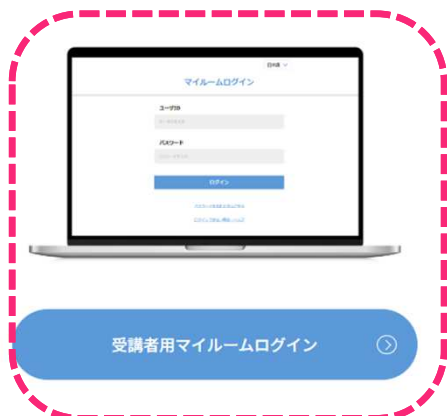 日本語
マイルームログイン
ユーザID
パスワード
ログイン
受講者用マイルームログイン